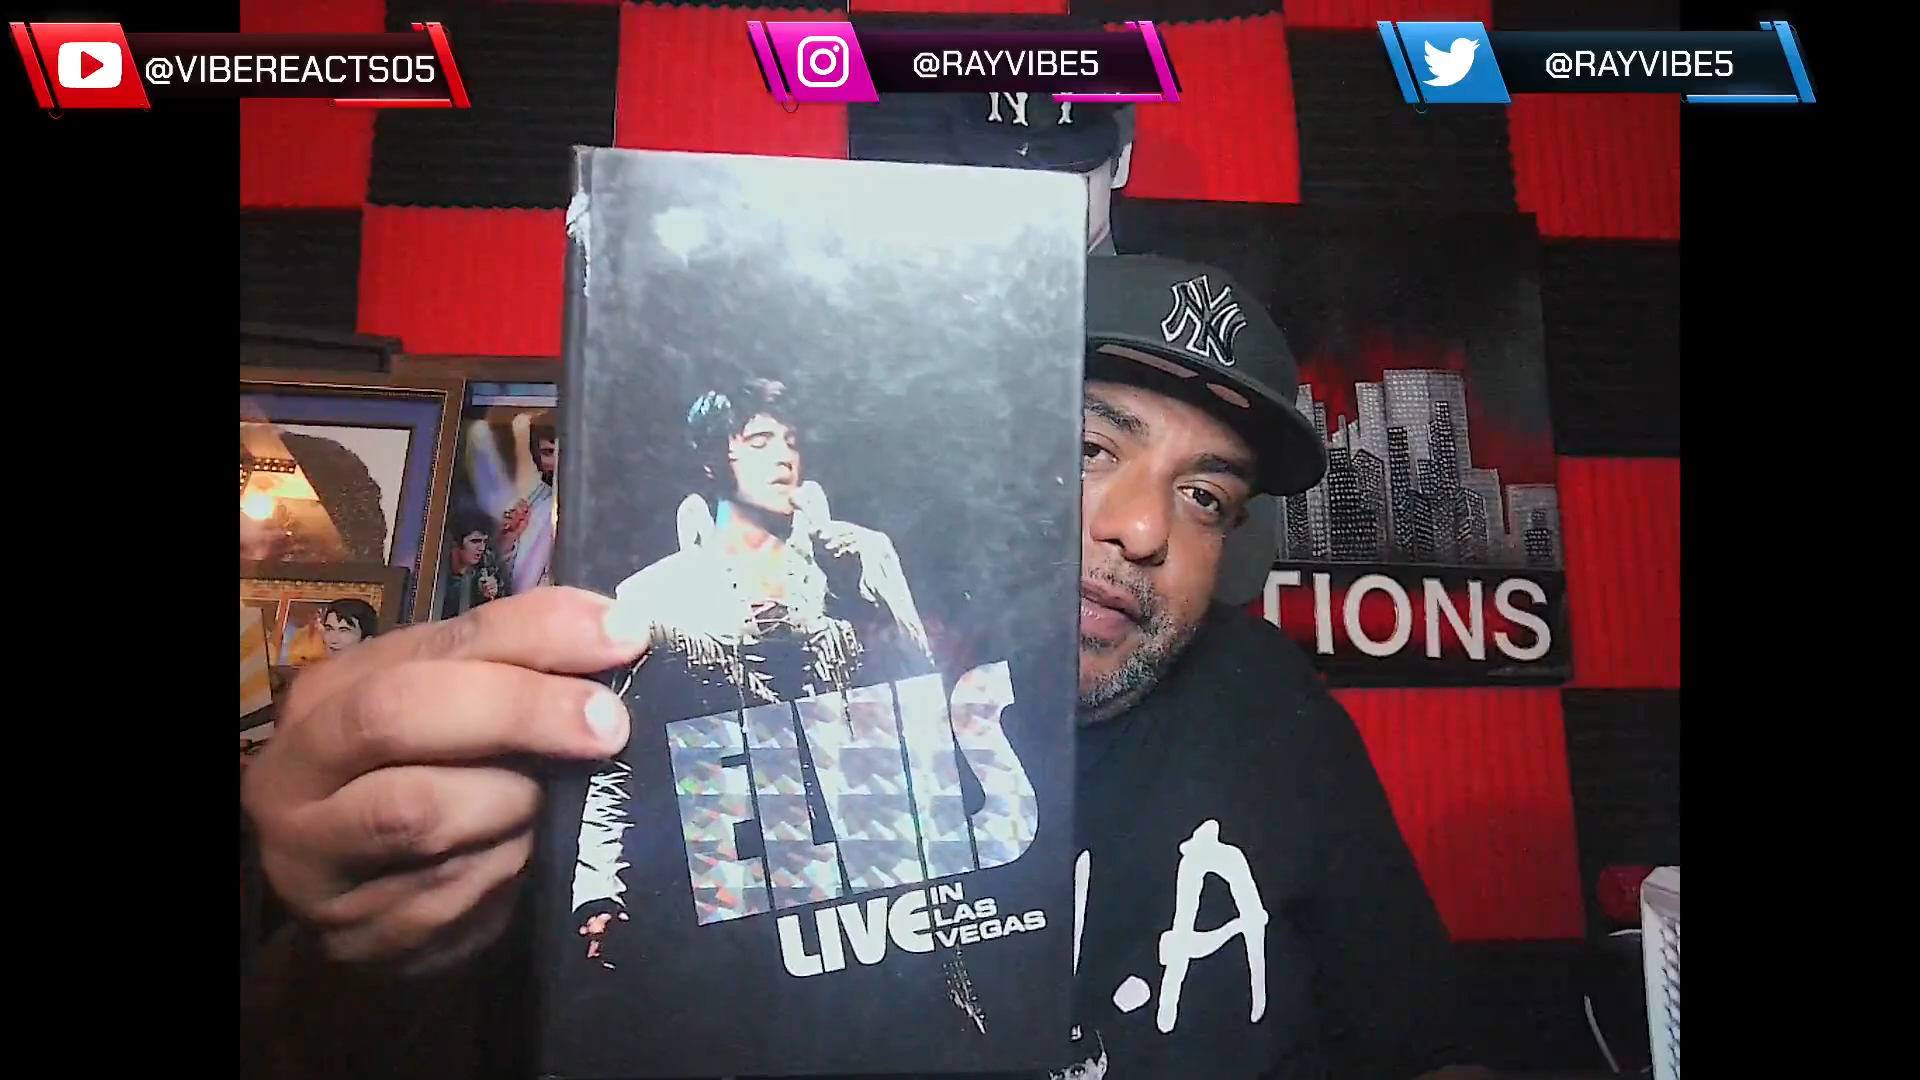 @VIBEREACTS05
@RAYVIBE5
@RAYVIBE5
NY
NY
TIONS
ELVIS
LIVE IN
LAS
VEGAS
.A